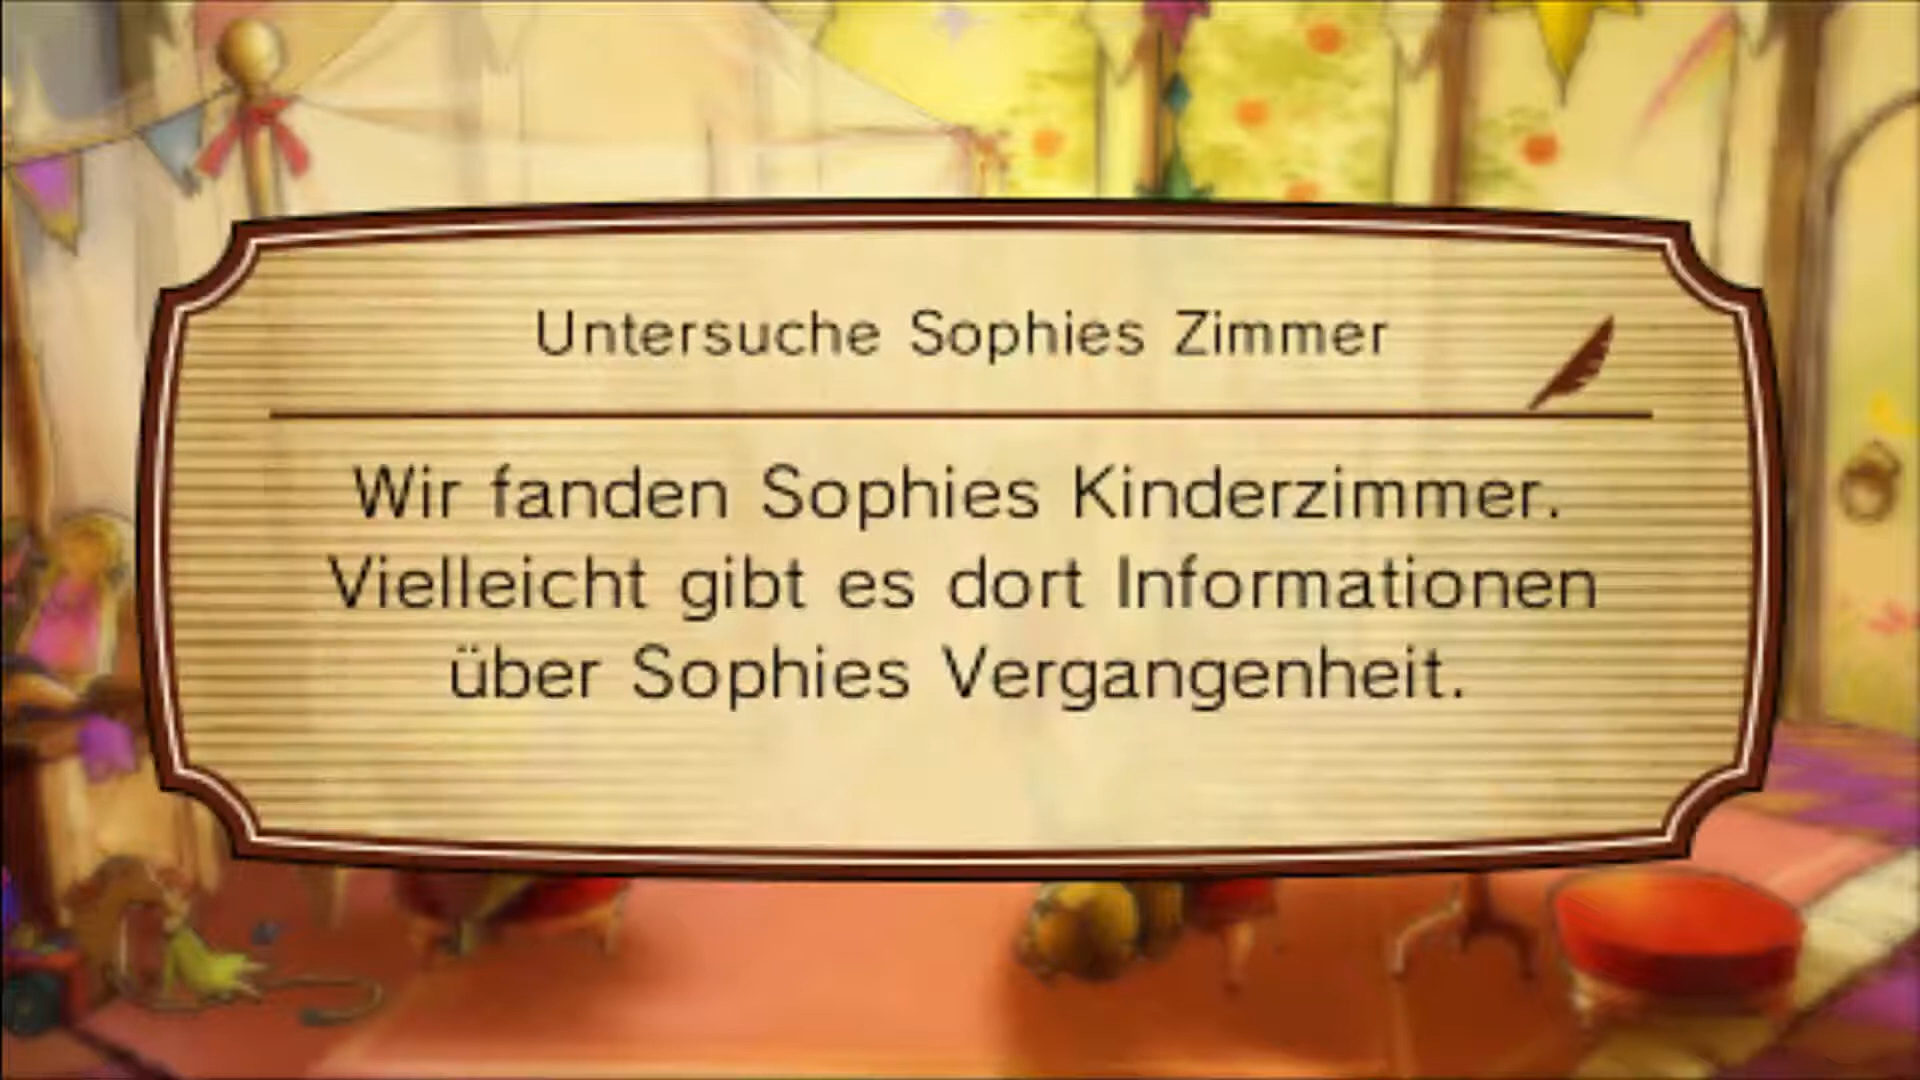 Untersuche Sophies Zimmer
Wir fanden Sophies Kinderzimmer.
Vielleicht gibt es dort Informationen
über Sophies Vergangenheit.